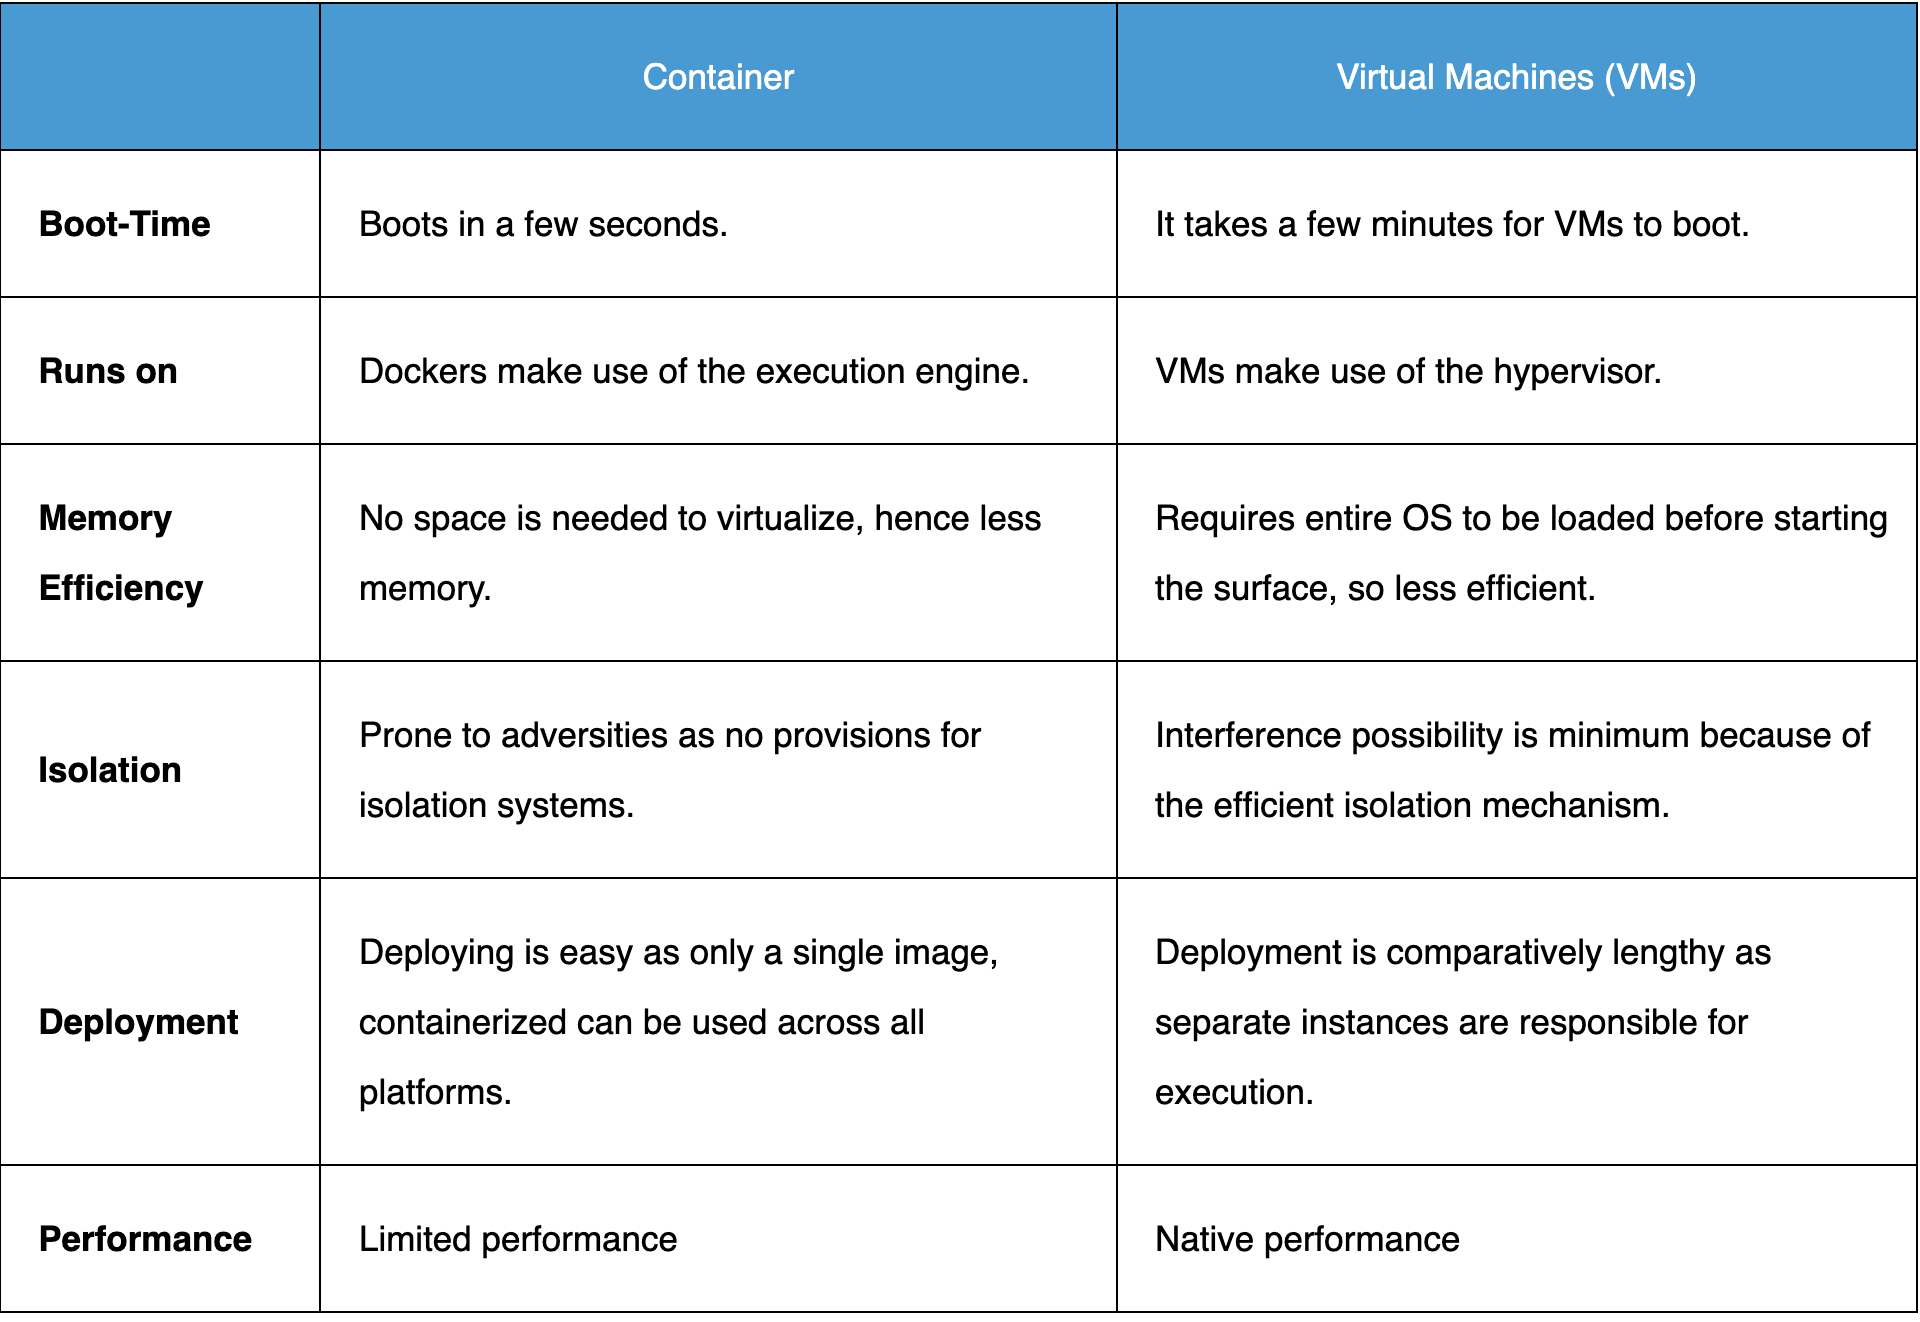 Container
Virtual Machines (VMs)
Boot-Time
Boots in a few seconds.
It takes a few minutes for VMs to boot.
Runs on
Dockers make use of the execution engine.
VMs make use of the hypervisor.
Memory
Efficiency
No space is needed to virtualize, hence less
memory.
Requires entire OS to be loaded before starting
the surface, so less efficient.
Isolation
Prone to adversities as no provisions for
isolation systems.
Interference possibility is minimum because of
the efficient isolation mechanism.
Deployment
Deploying is easy as only a single image,
containerized can be used across all
platforms.
Deployment is comparatively lengthy as
separate instances are responsible for
execution.
Performance
Limited performance
Native performance